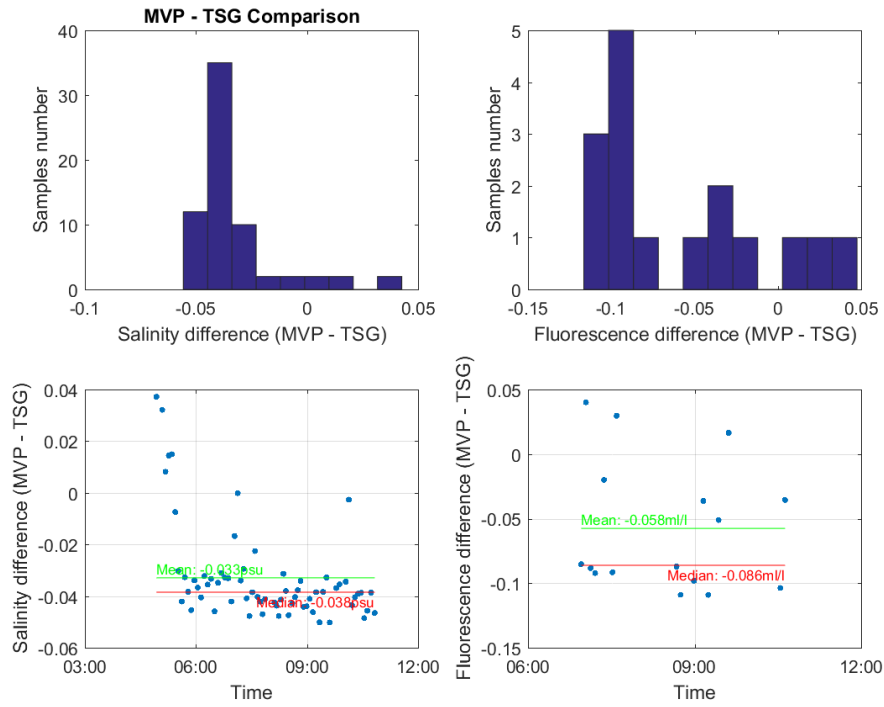 MVP - TSG Comparison
Samples number
40
30
20
10
0
-0.1
-0.05
0
0.05
Salinity difference (MVP - TSG)
Samples number
5
4
3
2
1
0
-0.15
-0.1
-0.05
0
0.05
Fluorescence difference (MVP - TSG)
Salinity difference (MVP - TSG)
0.04
0.02
0
-0.02
-0.04
-0.06
Mean: -0.033psu
Median: -0.038psu
03:00
06:00
09:00
12:00
Time
Fluorescence difference (MVP - TSG)
0.05
0
-0.05
-0.1
-0.15
Mean: -0.058ml/l
Median: -0.086ml/l
06:00
09:00
12:00
Time